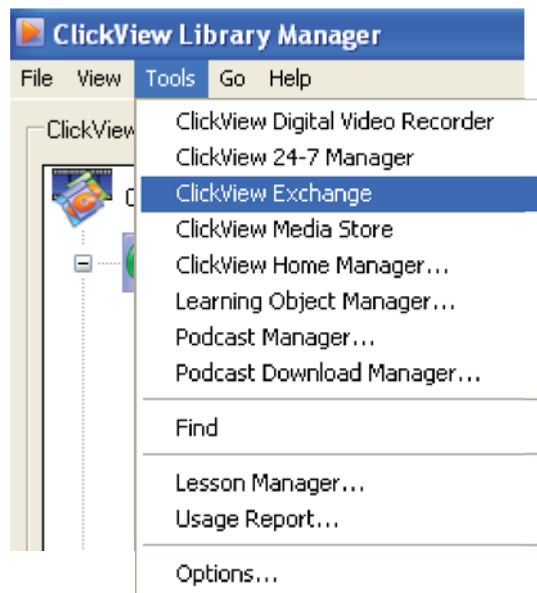 ClickView Library Manager
File View Tools Go Help
ClickView
ClickView Digital Video Recorder
ClickView 24-7 Manager
ClickView Exchange
ClickView Media Store
ClickView Home Manager...
Learning Object Manager...
Podcast Manager...
Podcast Download Manager...
Find
Lesson Manager...
Usage Report...
Options...